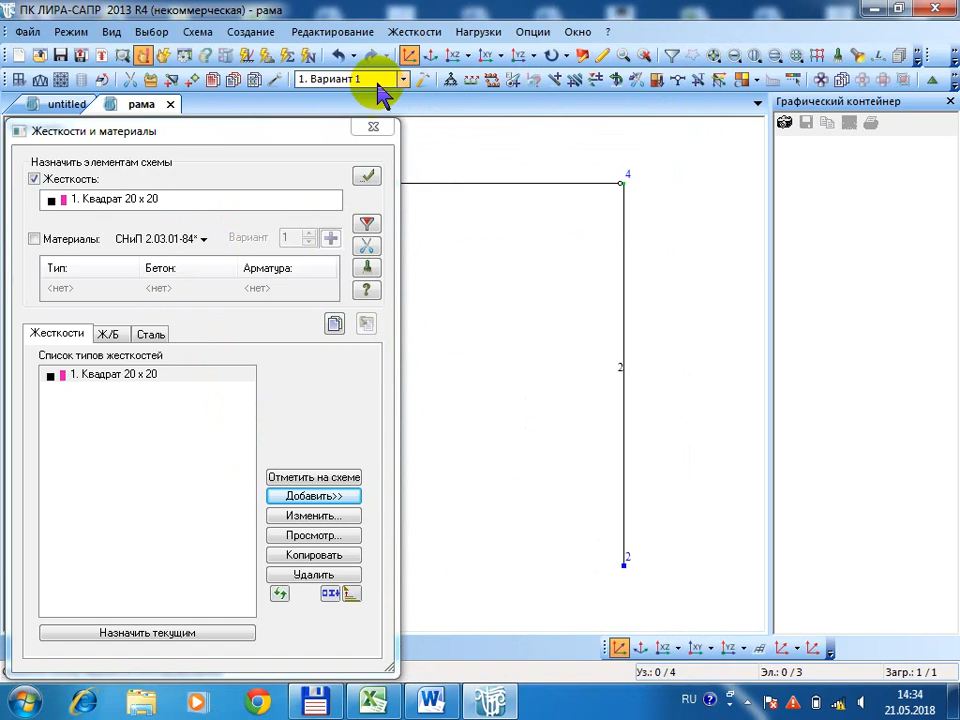 ПК ЛИРА-САПР 2013 R4 (некоммерческая) - рама
Файл Режим Вид Выбор Схема Создание Редактирование Жесткости Нагрузки Опции Окно ?
1. Вариант 1
untitled рама
Графический контейнер
Жесткости и материалы
Назначить элементам схемы
Жесткость:
1. Квадрат 20 x 20
Материалы: СНиП 2.03.01-84* Вариант 1
Тип: Бетон: Арматура:
<нет> <нет> <нет>
Жесткости Ж/Б Сталь
Список типов жесткостей
1. Квадрат 20 x 20
Отметить на схеме
Добавить>>
Изменить...
Просмотр...
Копировать
Удалить
Назначить текущим
4
2
2
Уз.: 0 / 4 Эл.: 0 / 3 Загр.: 1 / 1
RU
14:34
21.05.2018